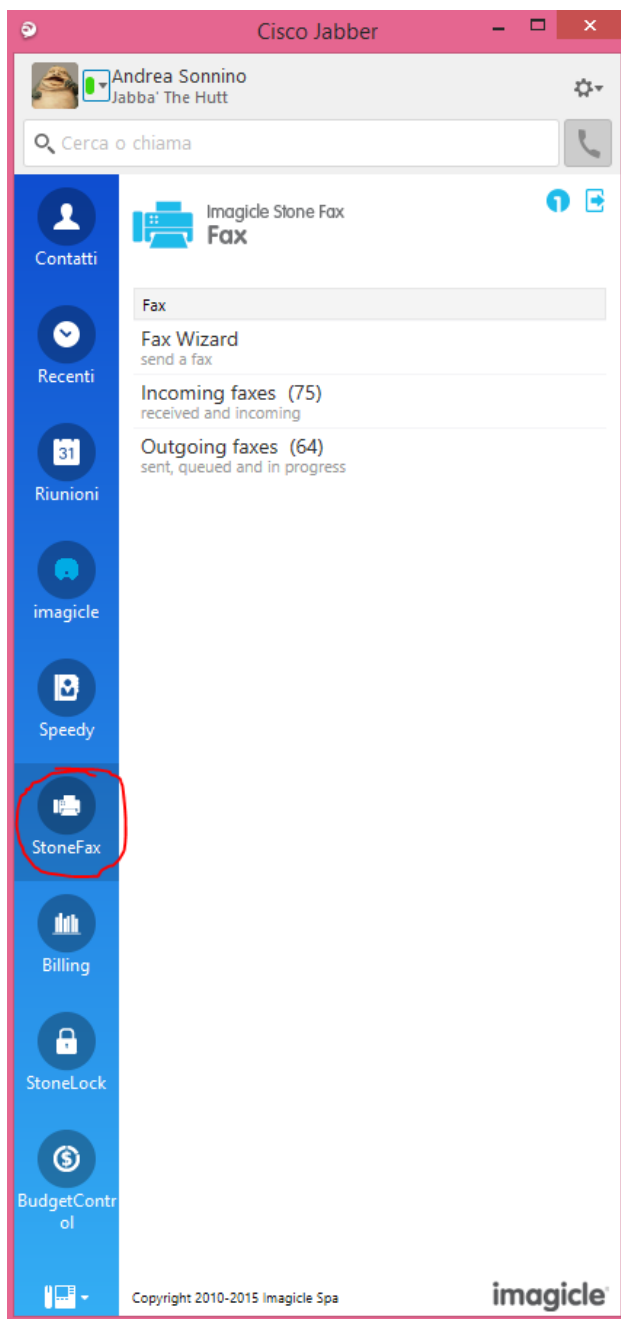 Cisco Jabber
Andrea Sonnino
Jabba' The Hutt
Cerca o chiama
Contatti
Recenti
31
Riunioni
imagicle
Speedy
StoneFax
Billing
StoneLock
BudgetContr
ol
Imagicle Stone Fax
Fax
1
Fax
Fax Wizard
send a fax
Incoming faxes (75)
received and incoming
Outgoing faxes (64)
sent, queued and in progress
Copyright 2010-2015 Imagicle Spa
imagicle